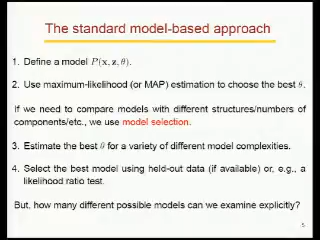 The standard model-based approach
1. Define a model P(x, z, θ).
2. Use maximum-likelihood (or MAP) estimation to choose the best θ.
If we need to compare models with different structures/numbers of
components/etc., we use model selection.
3. Estimate the best θ for a variety of different model complexities.
4. Select the best model using held-out data (if available) or, e.g., a
likelihood ratio test.
But, how many different possible models can we examine explicitly?